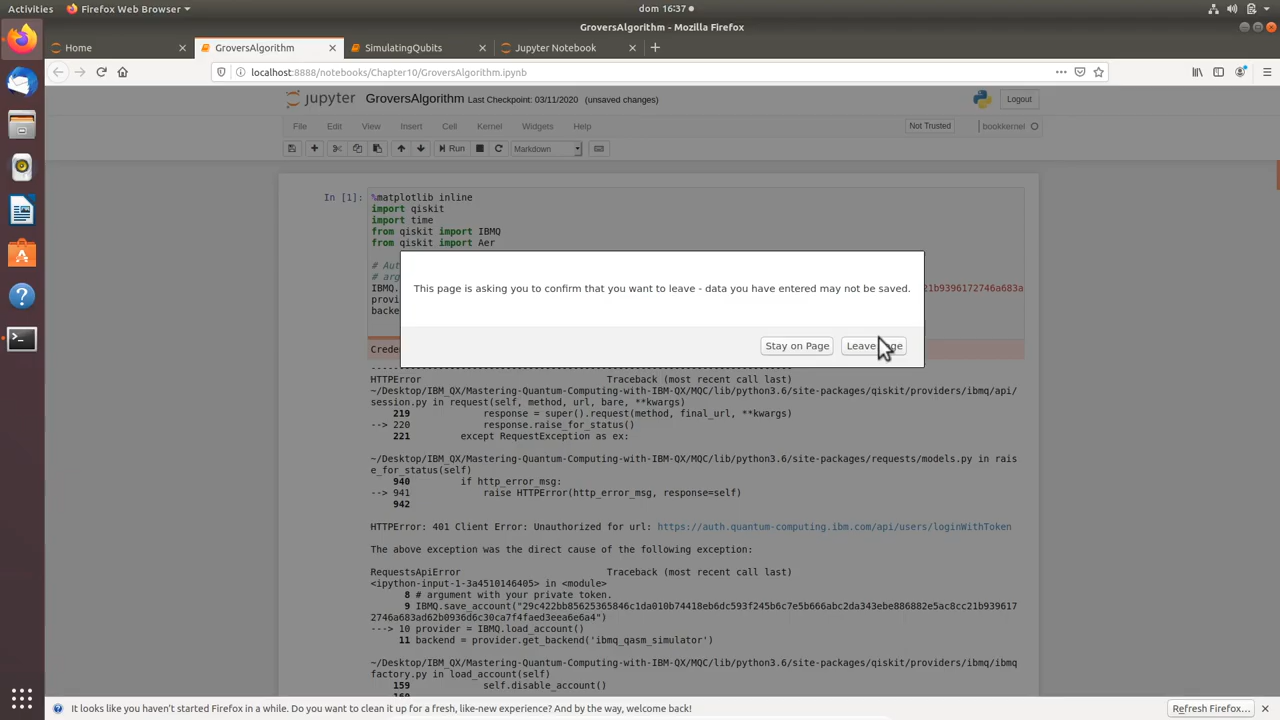 Activities
Firefox Web Browser
dom 16:37
GroversAlgorithm - Mozilla Firefox
Home
GroversAlgorithm
SimulatingQubits
Jupyter Notebook
localhost:8888/notebooks/Chapter10/GroversAlgorithm.ipynb
jupyter GroversAlgorithm Last Checkpoint: 03/11/2020 (unsaved changes)
Logout
File Edit View Insert Cell Kernel Widgets Help
Not Trusted
bookkernel
Run
Markdown
In [1]:
%matplotlib inline
import qiskit
import time
from qiskit import IBMQ
from qiskit import Aer
# Aut
# arg
IBMQ. 21b9396172746a683a
prov
backe
This page is asking you to confirm that you want to leave - data you have entered may not be saved.
Stay on Page
Leave
Crede
HTTPError Traceback (most recent call last)
~/Desktop/IBM_QX/Mastering-Quantum-Computing-with-IBM-QX/MQC/lib/python3.6/site-packages/qiskit/providers/ibmq/api/
session.py in request(self, method, url, bare, **kwargs)
219 response = super().request(method, final_url, **kwargs)
--> 220 response.raise_for_status()
221 except RequestException as ex:
~/Desktop/IBM_QX/Mastering-Quantum-Computing-with-IBM-QX/MQC/lib/python3.6/site-packages/requests/models.py in rais
e_for_status(self)
940 if http_error_msg:
--> 941 raise HTTPError(http_error_msg, response=self)
942
HTTPError: 401 Client Error: Unauthorized for url: https://auth.quantum-computing.ibm.com/api/users/loginWithToken
The above exception was the direct cause of the following exception:
RequestsApiError Traceback (most recent call last)
<ipython-input-1-3a4510146405> in <module>
8 # argument with your private token.
9 IBMQ.save_account("29c422bb85625365846c1da010b74418eb6dc593f245b6c7e5b666abc2da343ebe886882e5ac8cc21b939617
2746a683ad62b0936d6c30ca7f4faed3eea6e6a4")
---> 10 provider = IBMQ.load_account()
11 backend = provider.get_backend('ibmq_qasm_simulator')
~/Desktop/IBM_QX/Mastering-Quantum-Computing-with-IBM-QX/MQC/lib/python3.6/site-packages/qiskit/providers/ibmq/ibmq
factory.py in load_account(self)
159 self.disable_account()
It looks like you haven't started Firefox in a while. Do you want to clean it up for a fresh, like-new experience? And by the way, welcome back!
Refresh Firefox...